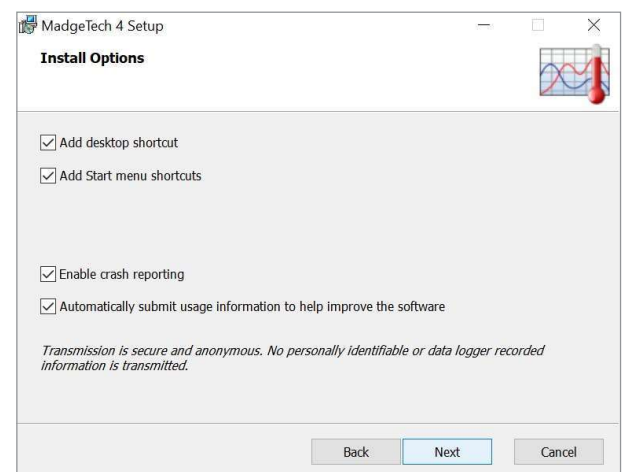 MadgeTech 4 Setup
Install Options
Add desktop shortcut
Add Start menu shortcuts
Enable crash reporting
Automatically submit usage information to help improve the software
Transmission is secure and anonymous. No personally identifiable or data logger recorded
information is transmitted.
Back Next Cancel